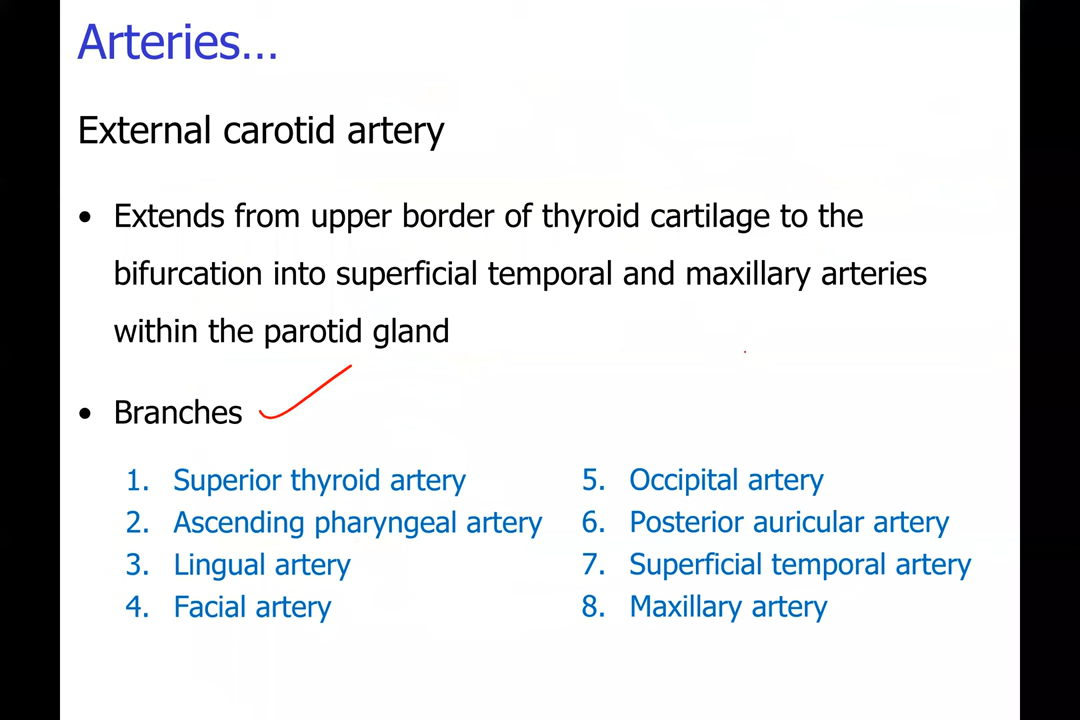 Arteries...
External carotid artery
• Extends from upper border of thyroid cartilage to the
bifurcation into superficial temporal and maxillary arteries
within the parotid gland
• Branches
1. Superior thyroid artery
2. Ascending pharyngeal artery
3. Lingual artery
4. Facial artery
5. Occipital artery
6. Posterior auricular artery
7. Superficial temporal artery
8. Maxillary artery